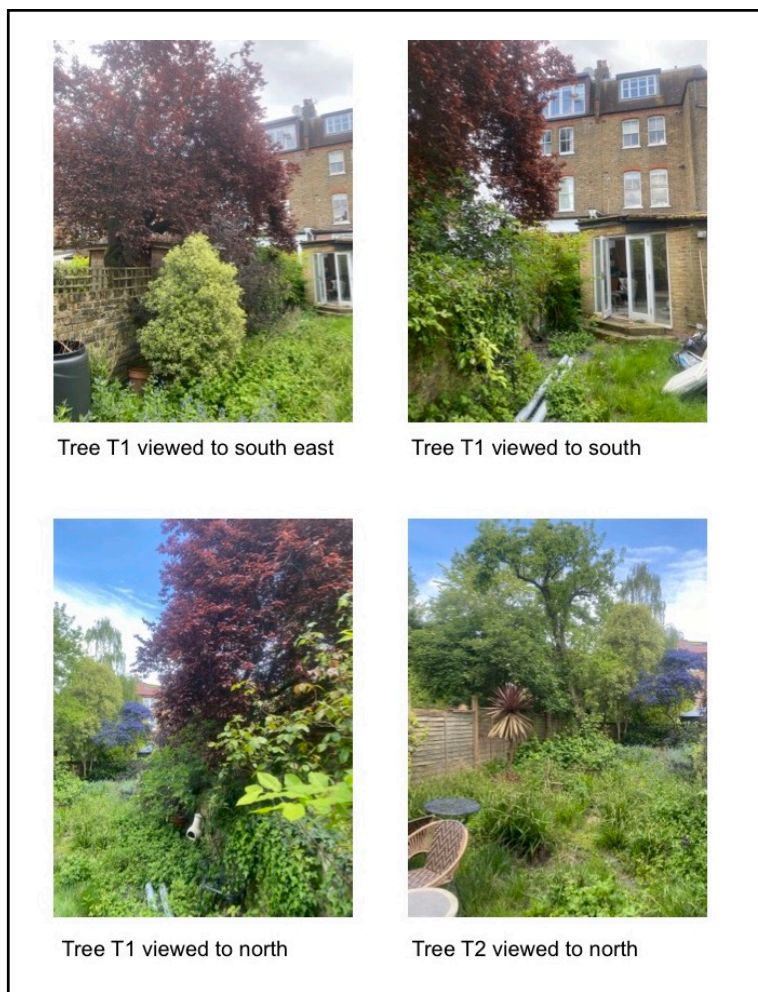 Tree T1 viewed to south east
Tree T1 viewed to south
Tree T1 viewed to north
Tree T2 viewed to north